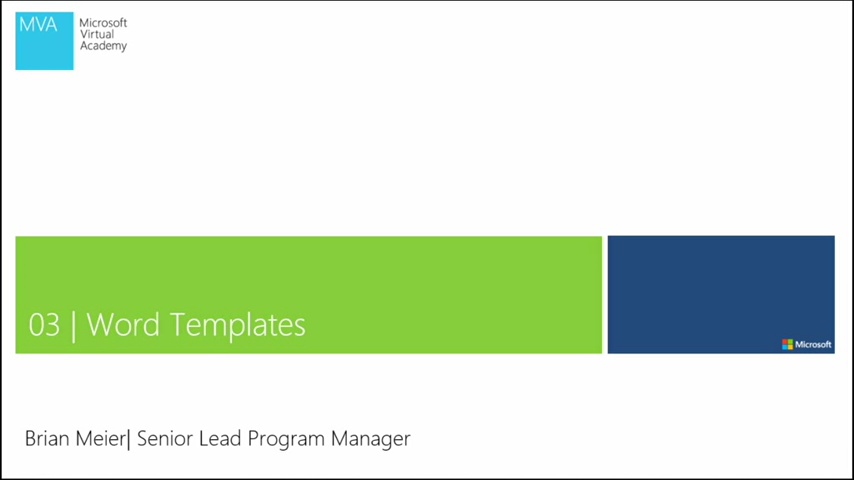 MVA
Microsoft
Virtual
Academy
03 | Word Templates
Microsoft
Brian Meier| Senior Lead Program Manager